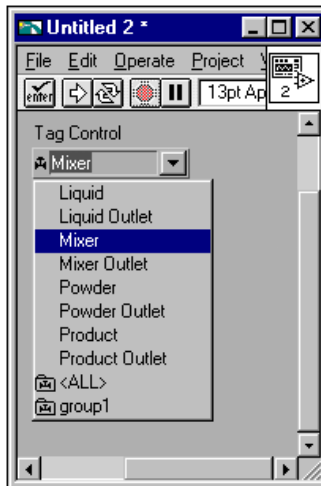 Untitled 2 *
File Edit Operate Project
enter 13pt Ap 2
Tag Control
Mixer
Liquid
Liquid Outlet
Mixer
Mixer Outlet
Powder
Powder Outlet
Product
Product Outlet
<ALL>
group1